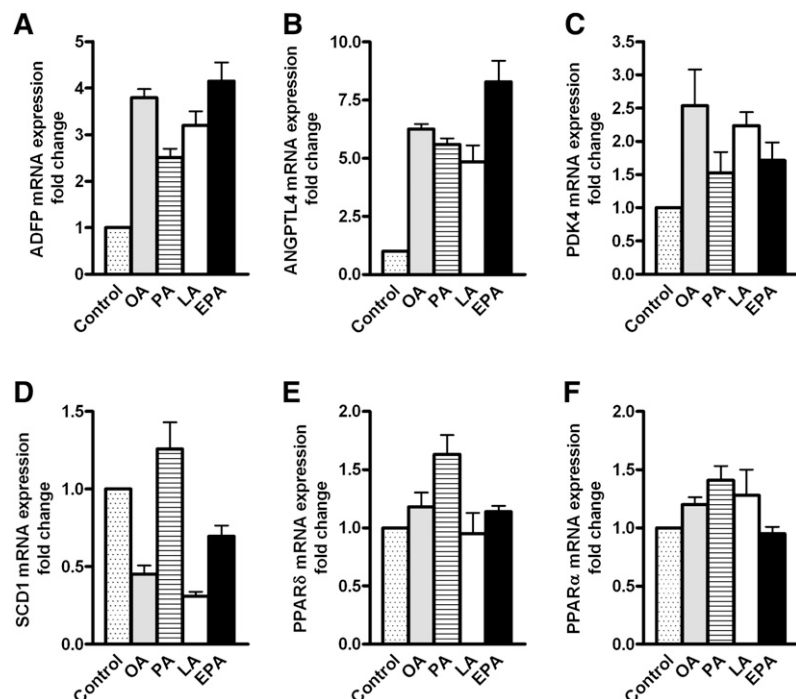 A
ADFP mRNA expression
fold change
5
4
3
2
1
0
Control
OA
PA
LA
EPA
B
ANGPTL4 mRNA expression
fold change
10.0
7.5
5.0
2.5
0.0
Control
OA
PA
LA
EPA
C
PDK4 mRNA expression
fold change
3.5
3.0
2.5
2.0
1.5
1.0
0.5
0.0
Control
OA
PA
LA
EPA
D
SCD1 mRNA expression
fold change
1.5
1.0
0.5
0.0
Control
OA
PA
LA
EPA
E
PPARδ mRNA expression
fold change
2.0
1.5
1.0
0.5
0.0
Control
OA
PA
LA
EPA
F
PPARα mRNA expression
fold change
2.0
1.5
1.0
0.5
0.0
Control
OA
PA
LA
EPA